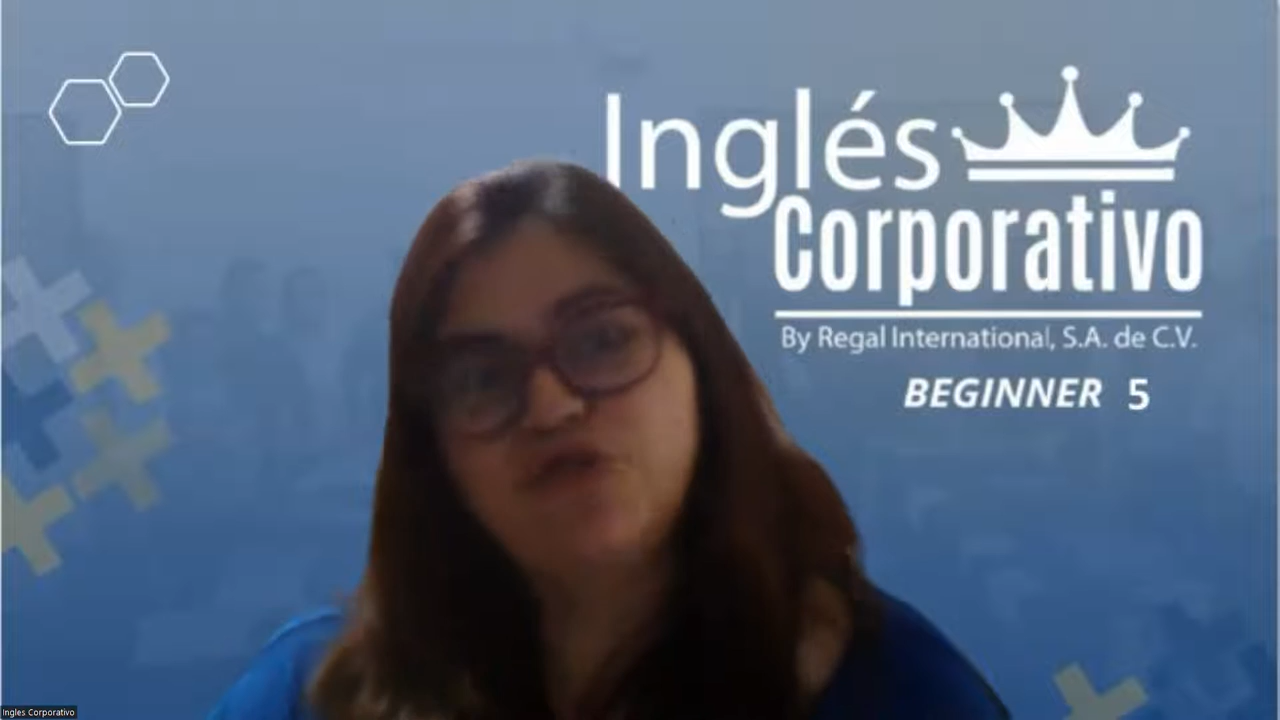 Inglés
Corporativo
By Regal International, S.A. de C.V.
BEGINNER 5
Ingles Corporativo